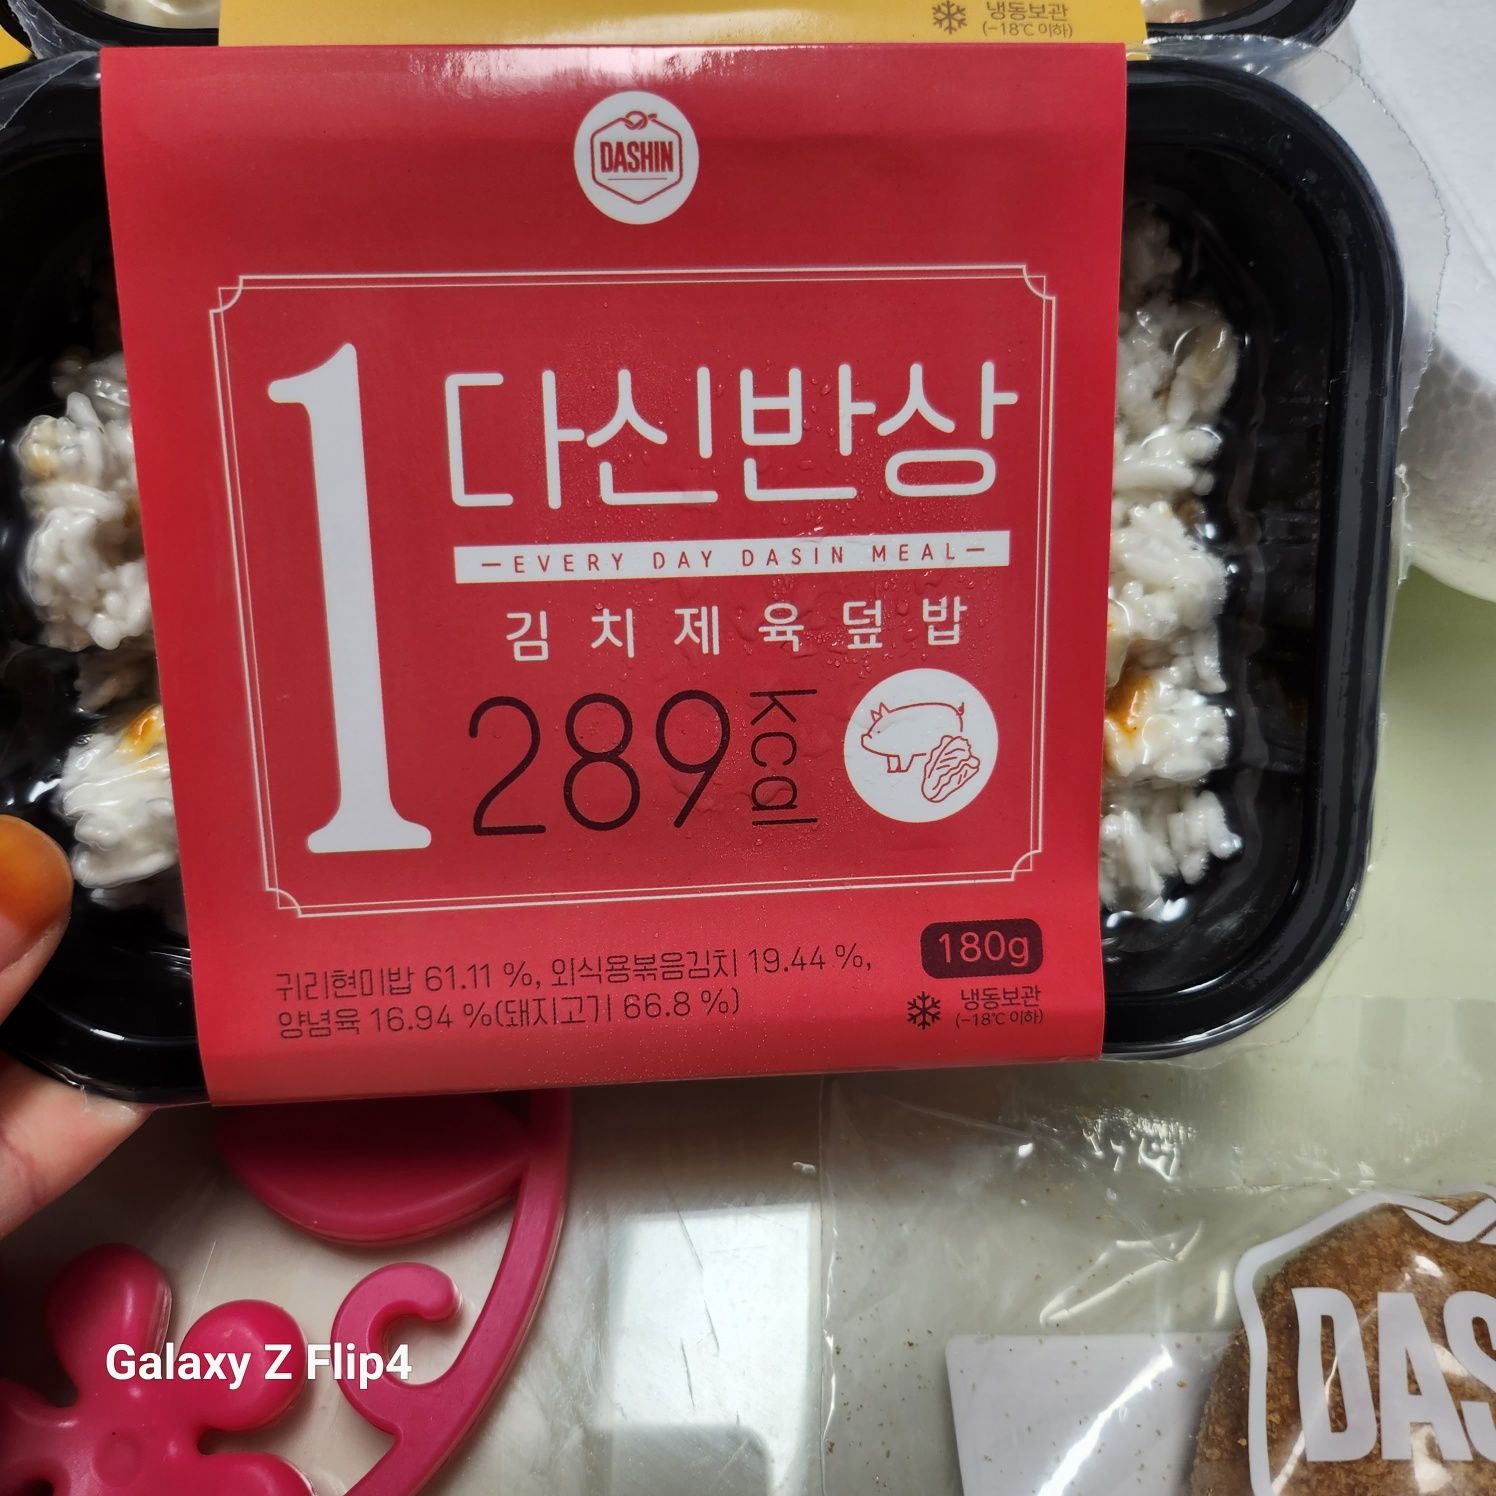 냉동보관
(-18℃ 이하)
DASHIN
1
다신반상
-EVERY DAY DASIN MEAL-
김치제육덮밥
289 kcal
귀리현미밥 61.11 %, 외식용볶음김치 19.44 %,
양념육 16.94 %(돼지고기 66.8 %)
180g
냉동보관
(-18℃ 이하)
Galaxy Z Flip4
DAS